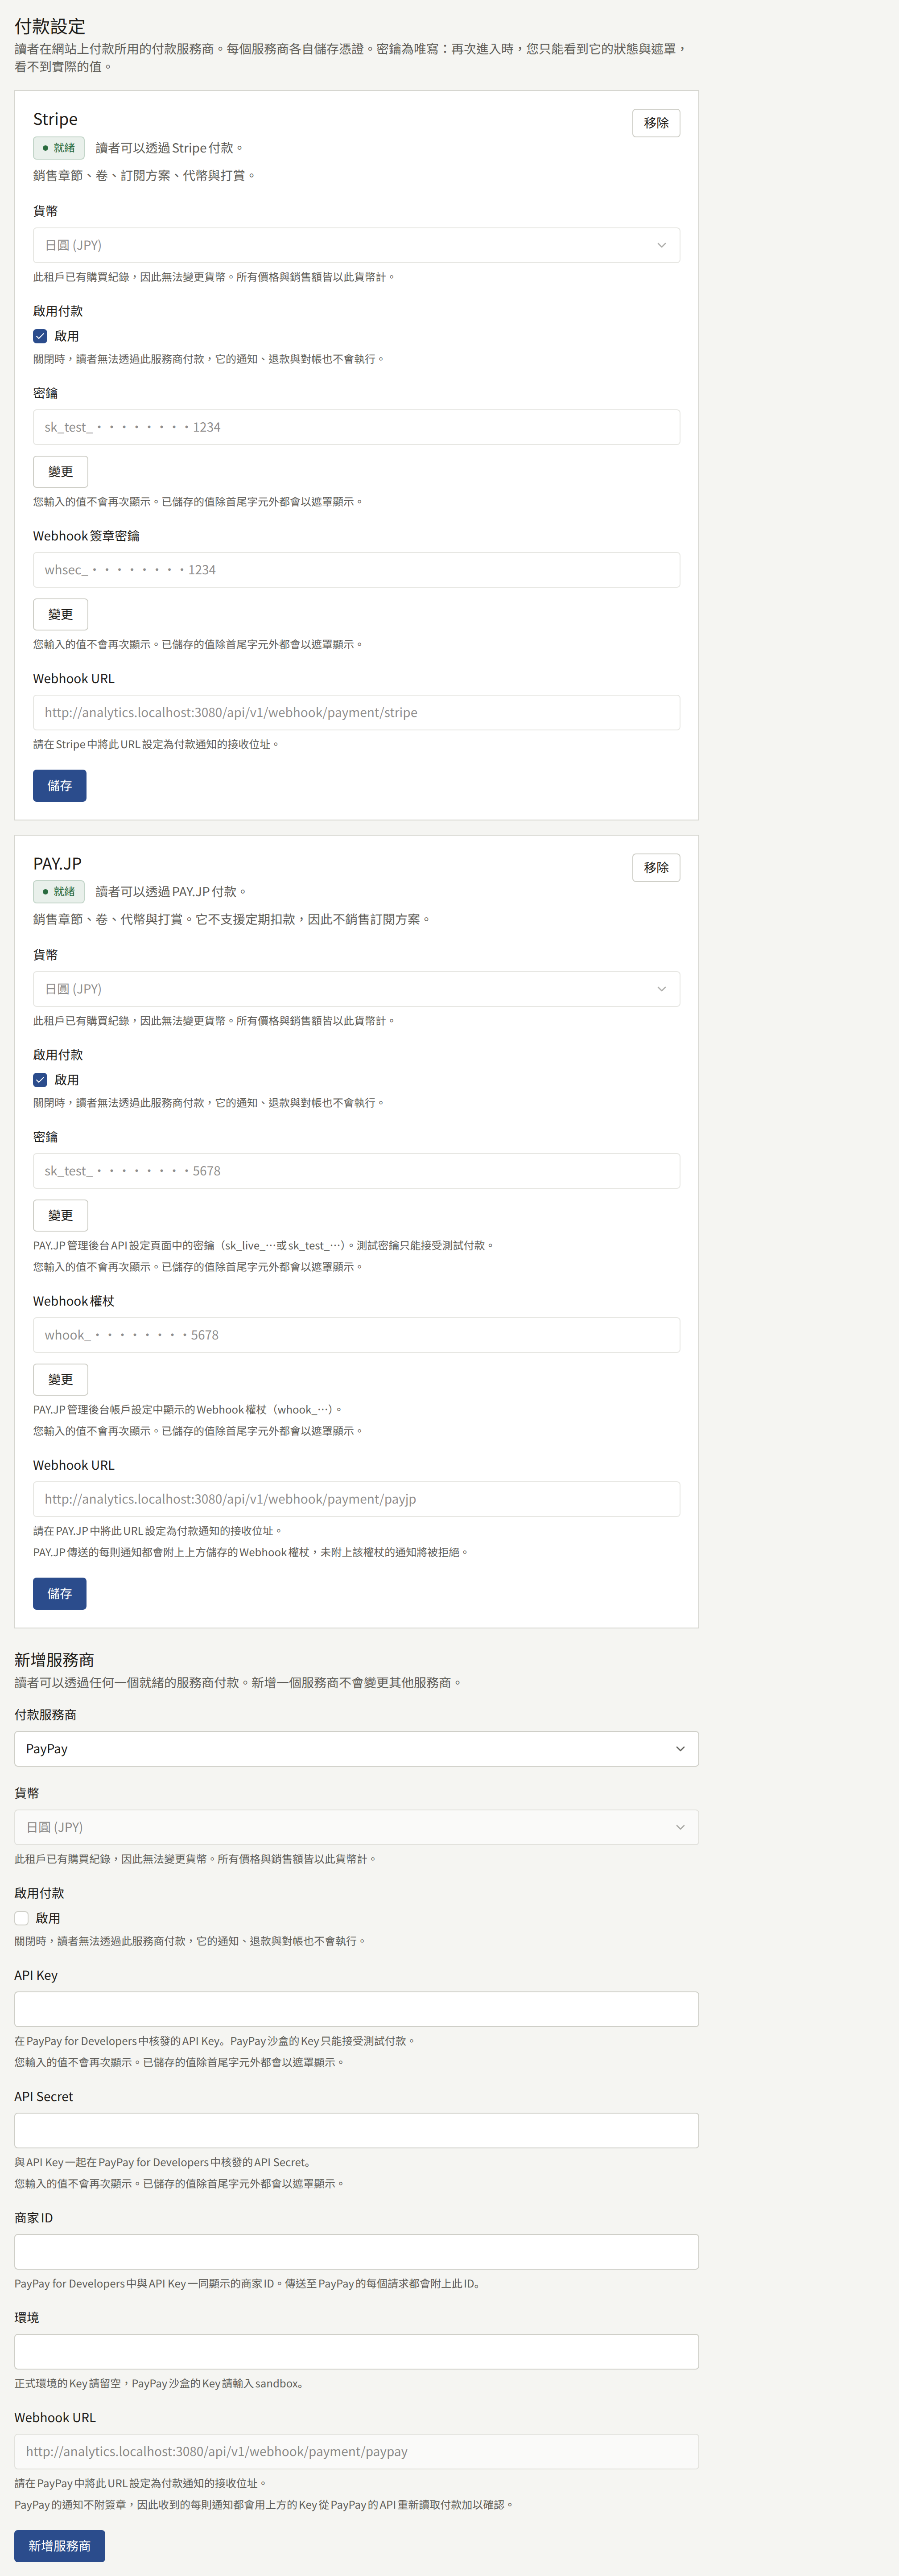 付款設定
讀者在網站上付款所用的付款服務商。每個服務商各自儲存憑證。密鑰為唯寫：再次進入時，您只能看到它的狀態與遮罩，
看不到實際的值。
Stripe
移除
就緒
讀者可以透過 Stripe 付款。
銷售章節、卷、訂閱方案、代幣與打賞。
貨幣
日圓 (JPY)
此租戶已有購買紀錄，因此無法變更貨幣。所有價格與銷售額皆以此貨幣計。
啟用付款
啟用
關閉時，讀者無法透過此服務商付款，它的通知、退款與對帳也不會執行。
密鑰
sk_test_・・・・・・・・1234
變更
您輸入的值不會再次顯示。已儲存的值除首尾字元外都會以遮罩顯示。
Webhook 簽章密鑰
whsec_・・・・・・・・1234
變更
您輸入的值不會再次顯示。已儲存的值除首尾字元外都會以遮罩顯示。
Webhook URL
http://analytics.localhost:3080/api/v1/webhook/payment/stripe
請在 Stripe 中將此 URL 設定為付款通知的接收位址。
儲存
PAY.JP
移除
就緒
讀者可以透過 PAY.JP 付款。
銷售章節、卷、代幣與打賞。它不支援定期扣款，因此不銷售訂閱方案。
貨幣
日圓 (JPY)
此租戶已有購買紀錄，因此無法變更貨幣。所有價格與銷售額皆以此貨幣計。
啟用付款
啟用
關閉時，讀者無法透過此服務商付款，它的通知、退款與對帳也不會執行。
密鑰
sk_test_・・・・・・・・5678
變更
PAY.JP 管理後台 API 設定頁面中的密鑰（sk_live_…或 sk_test_…）。測試密鑰只能接受測試付款。
您輸入的值不會再次顯示。已儲存的值除首尾字元外都會以遮罩顯示。
Webhook 權杖
whook_・・・・・・・・5678
變更
PAY.JP 管理後台帳戶設定中顯示的 Webhook 權杖（whook_…）。
您輸入的值不會再次顯示。已儲存的值除首尾字元外都會以遮罩顯示。
Webhook URL
http://analytics.localhost:3080/api/v1/webhook/payment/payjp
請在 PAY.JP 中將此 URL 設定為付款通知的接收位址。
PAY.JP 傳送的每則通知都會附上上方儲存的 Webhook 權杖，未附上該權杖的通知將被拒絕。
儲存
新增服務商
讀者可以透過任何一個就緒的服務商付款。新增一個服務商不會變更其他服務商。
付款服務商
PayPay
貨幣
日圓 (JPY)
此租戶已有購買紀錄，因此無法變更貨幣。所有價格與銷售額皆以此貨幣計。
啟用付款
啟用
關閉時，讀者無法透過此服務商付款，它的通知、退款與對帳也不會執行。
API Key
在 PayPay for Developers 中核發的 API Key。PayPay 沙盒的 Key 只能接受測試付款。
您輸入的值不會再次顯示。已儲存的值除首尾字元外都會以遮罩顯示。
API Secret
與 API Key 一起在 PayPay for Developers 中核發的 API Secret。
您輸入的值不會再次顯示。已儲存的值除首尾字元外都會以遮罩顯示。
商家 ID
PayPay for Developers 中與 API Key 一同顯示的商家 ID。傳送至 PayPay 的每個請求都會附上此 ID。
環境
正式環境的 Key 請留空，PayPay 沙盒的 Key 請輸入 sandbox。
Webhook URL
http://analytics.localhost:3080/api/v1/webhook/payment/paypay
請在 PayPay 中將此 URL 設定為付款通知的接收位址。
PayPay 的通知不附簽章，因此收到的每則通知都會用上方的 Key 從 PayPay 的 API 重新讀取付款加以確認。
新增服務商